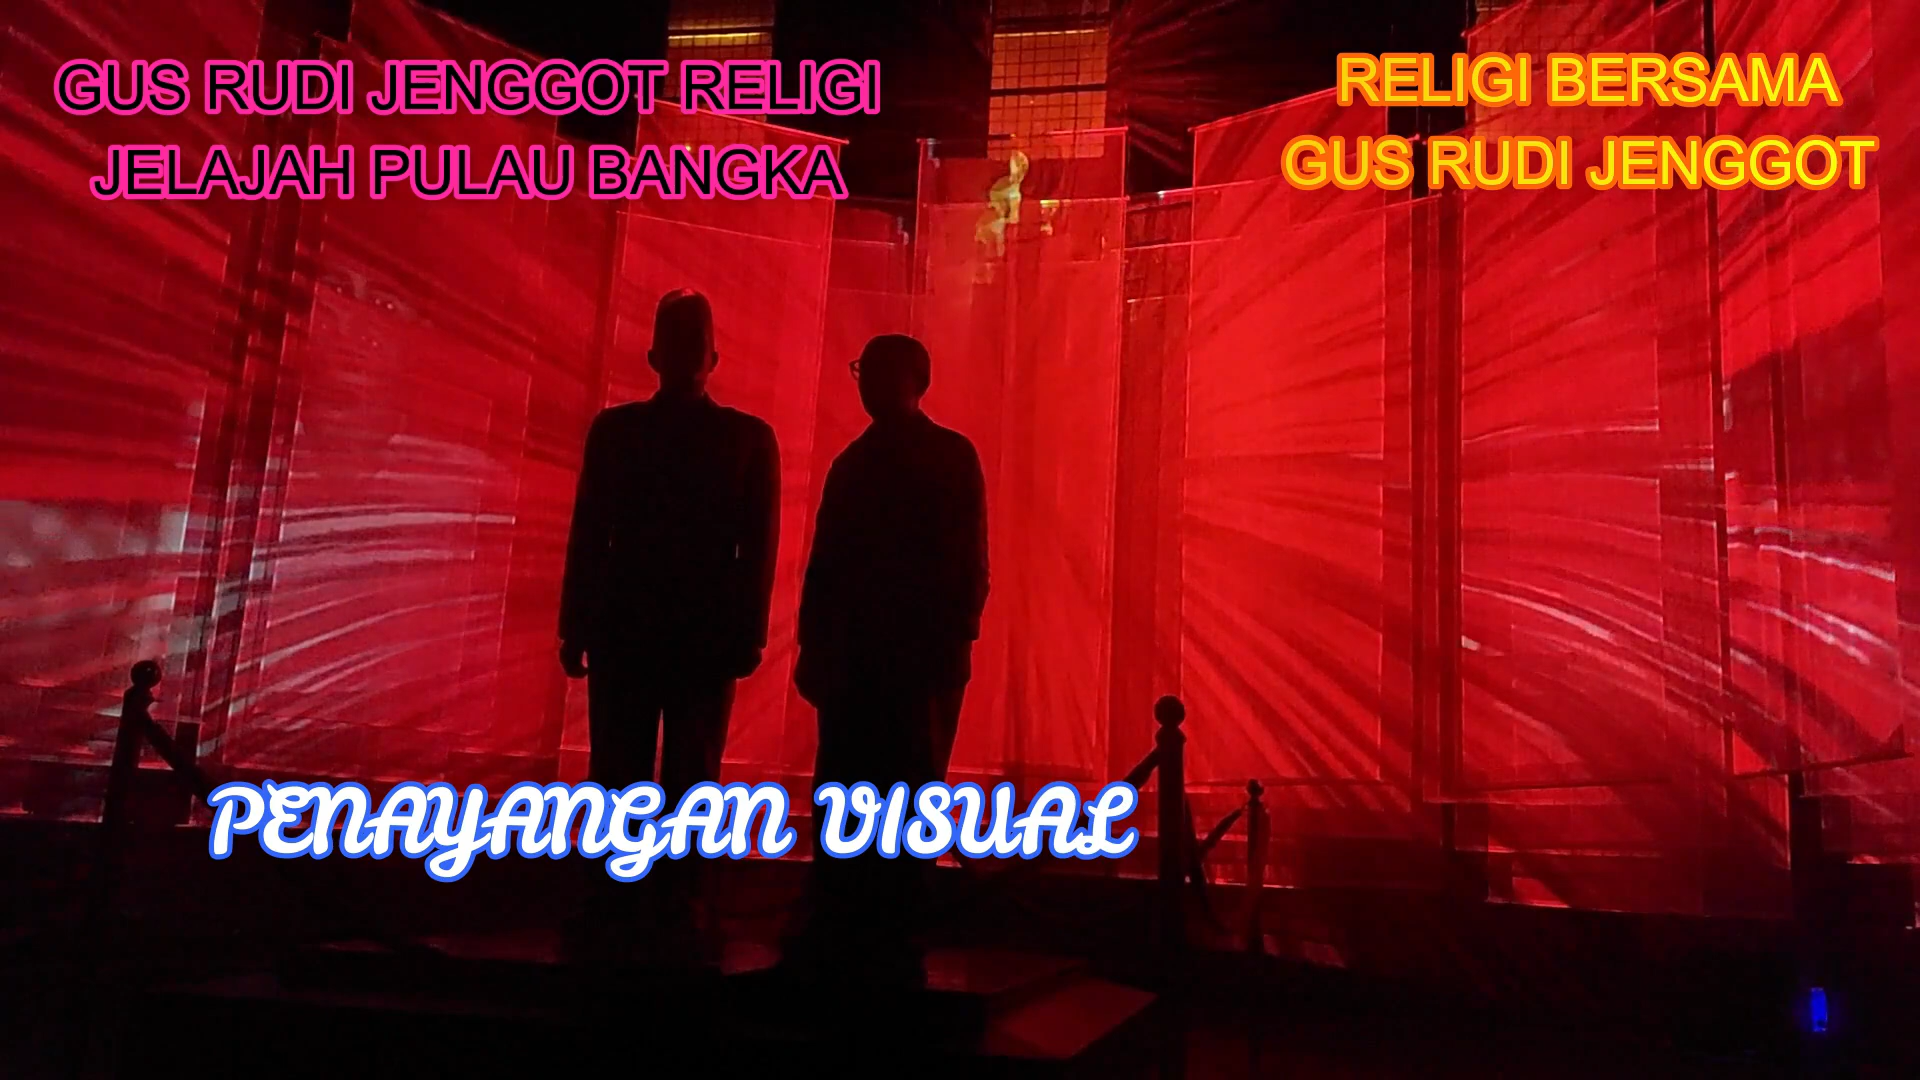 GUS RUDI JENGGOT RELIGI
JELAJAH PULAU BANGKA
RELIGI BERSAMA
GUS RUDI JENGGOT
PENAYANGAN VISUAL